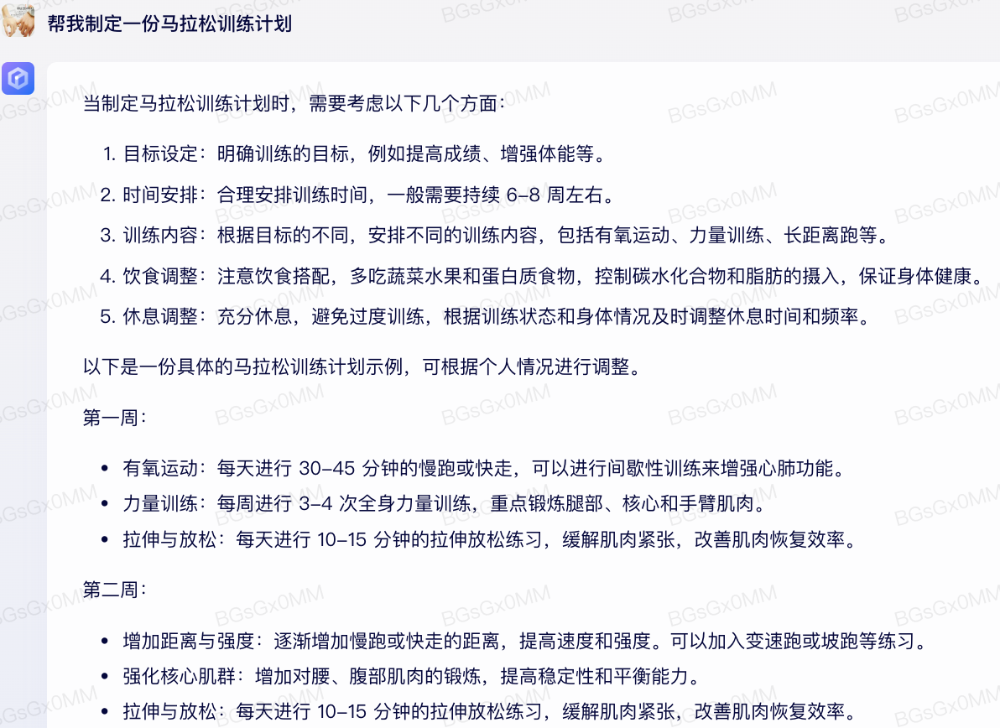 帮我制定一份马拉松训练计划
当制定马拉松训练计划时，需要考虑以下几个方面：
1. 目标设定：明确训练的目标，例如提高成绩、增强体能等。
2. 时间安排：合理安排训练时间，一般需要持续 6–8 周左右。
3. 训练内容：根据目标的不同，安排不同的训练内容，包括有氧运动、力量训练、长距离跑等。
4. 饮食调整：注意饮食搭配，多吃蔬菜水果和蛋白质食物，控制碳水化合物和脂肪的摄入，保证身体健康。
5. 休息调整：充分休息，避免过度训练，根据训练状态和身体情况及时调整休息时间和频率。
以下是一份具体的马拉松训练计划示例，可根据个人情况进行调整。
第一周：
• 有氧运动：每天进行 30–45 分钟的慢跑或快走，可以进行间歇性训练来增强心肺功能。
• 力量训练：每周进行 3–4 次全身力量训练，重点锻炼腿部、核心和手臂肌肉。
• 拉伸与放松：每天进行 10–15 分钟的拉伸放松练习，缓解肌肉紧张，改善肌肉恢复效率。
第二周：
• 增加距离与强度：逐渐增加慢跑或快走的距离，提高速度和强度。可以加入变速跑或坡跑等练习。
• 强化核心肌群：增加对腰、腹部肌肉的锻炼，提高稳定性和平衡能力。
• 拉伸与放松：每天进行 10–15 分钟的拉伸放松练习，缓解肌肉紧张，改善肌肉恢复效率。
BGsGx0MM